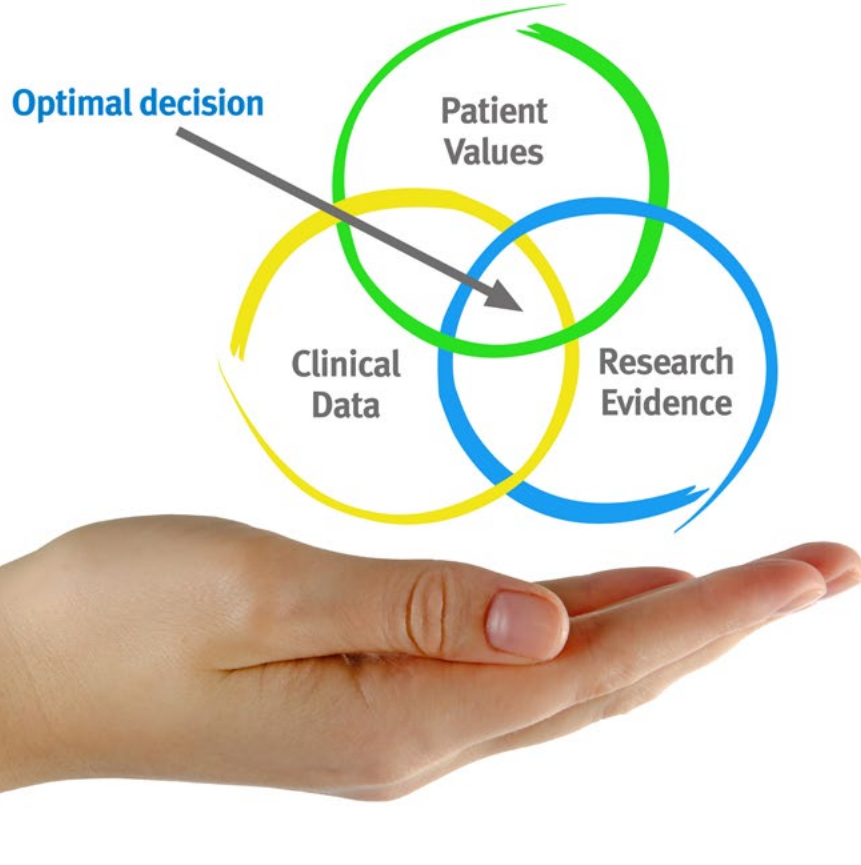 Optimal decision
Patient
Values
Clinical
Data
Research
Evidence